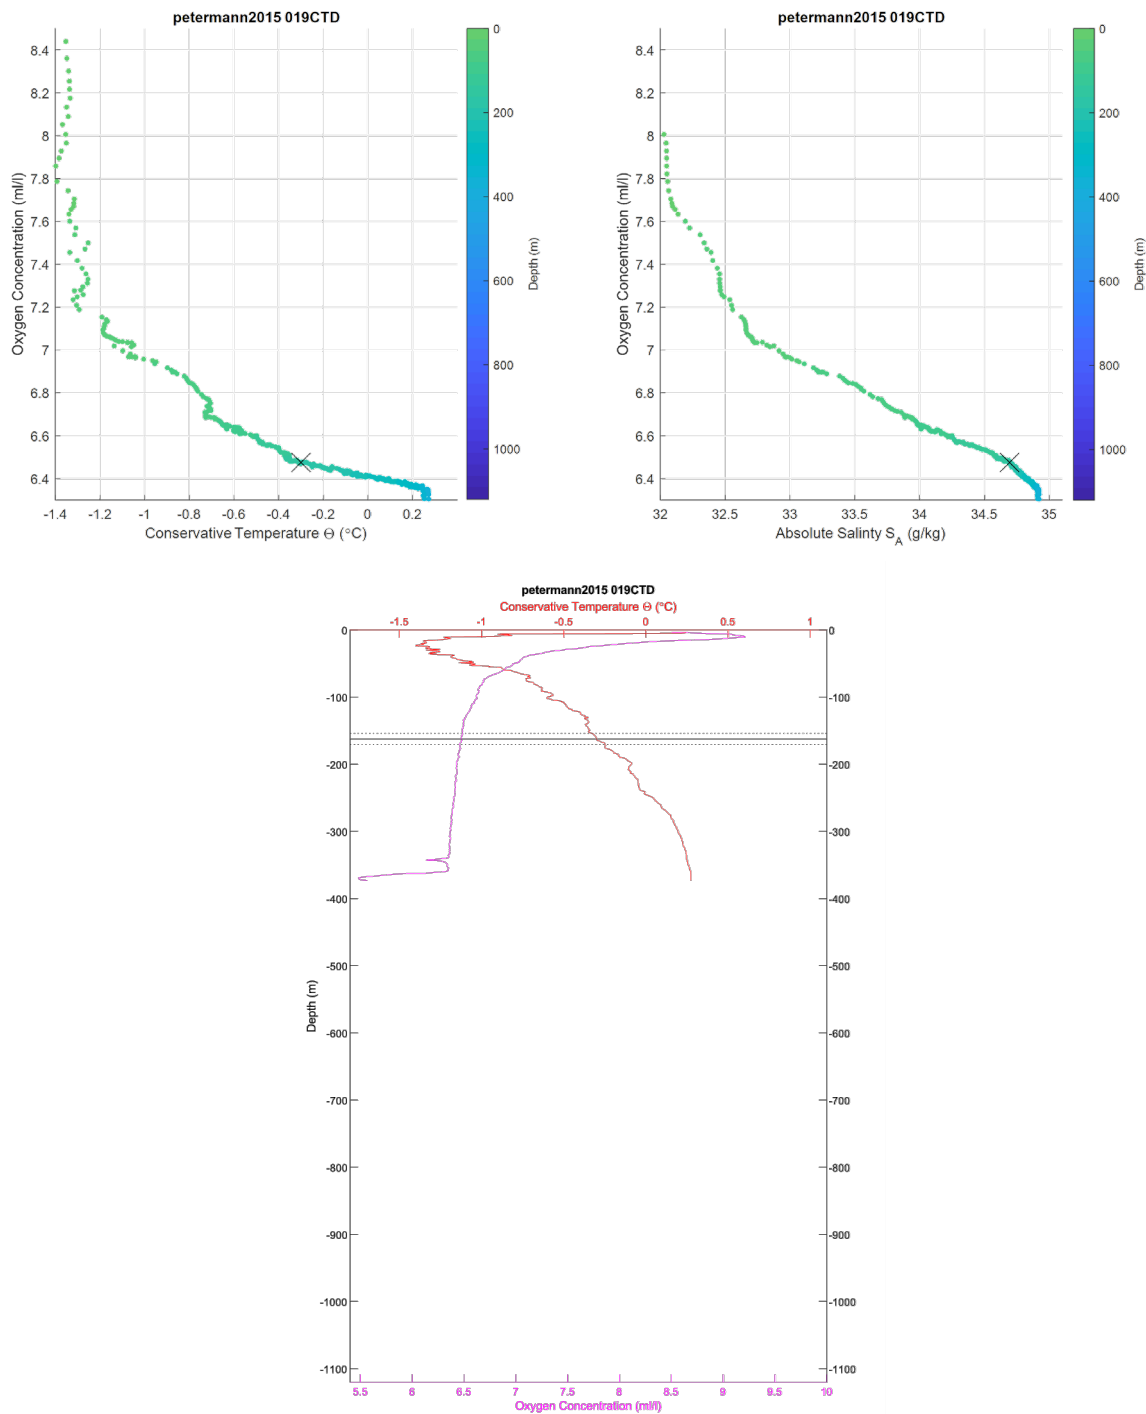 petermann2015 019CTD
8.4
8.2
8
7.8
7.6
7.4
7.2
7
6.8
6.6
6.4
Oxygen Concentration (ml/l)
-1.4 -1.2 -1 -0.8 -0.6 -0.4 -0.2 0 0.2
Conservative Temperature Θ (°C)
0
200
400
600
800
1000
Depth (m)
petermann2015 019CTD
8.4
8.2
8
7.8
7.6
7.4
7.2
7
6.8
6.6
6.4
Oxygen Concentration (ml/l)
32 32.5 33 33.5 34 34.5 35
Absolute Salinty S_A (g/kg)
0
200
400
600
800
1000
Depth (m)
petermann2015 019CTD
Conservative Temperature Θ (°C)
-1.5 -1 -0.5 0 0.5 1
0 0
-100 -100
-200 -200
-300 -300
-400 -400
-500 -500
-600 -600
-700 -700
-800 -800
-900 -900
-1000 -1000
-1100 -1100
Depth (m)
5.5 6 6.5 7 7.5 8 8.5 9 9.5 10
Oxygen Concentration (ml/l)